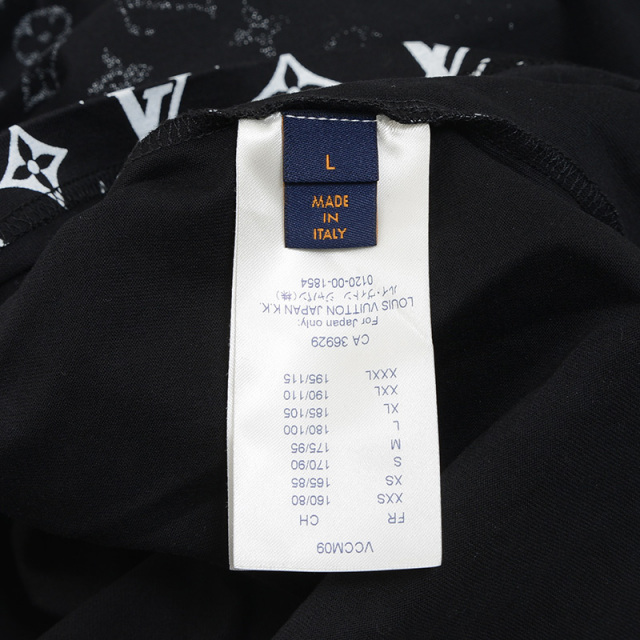 L
MADE
IN
ITALY
VCCM09
FR CH
XXS 160/80
XS 165/85
S 170/90
M 175/95
L 180/100
XL 185/105
XXL 190/110
XXXL 195/115
CA 36929
For Japan only:
LOUIS VUITTON JAPAN K.K.
ルイ・ヴィトン ジャパン(株)
0120-00-1854